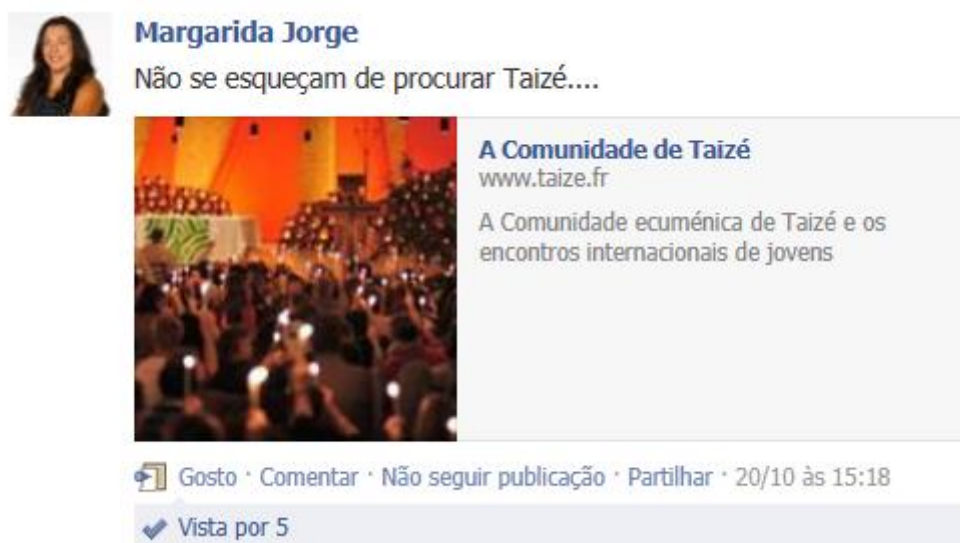 Margarida Jorge
Não se esqueçam de procurar Taizé....
A Comunidade de Taizé
www.taize.fr
A Comunidade ecuménica de Taizé e os
encontros internacionais de jovens
Gosto · Comentar · Não seguir publicação · Partilhar · 20/10 às 15:18
Vista por 5